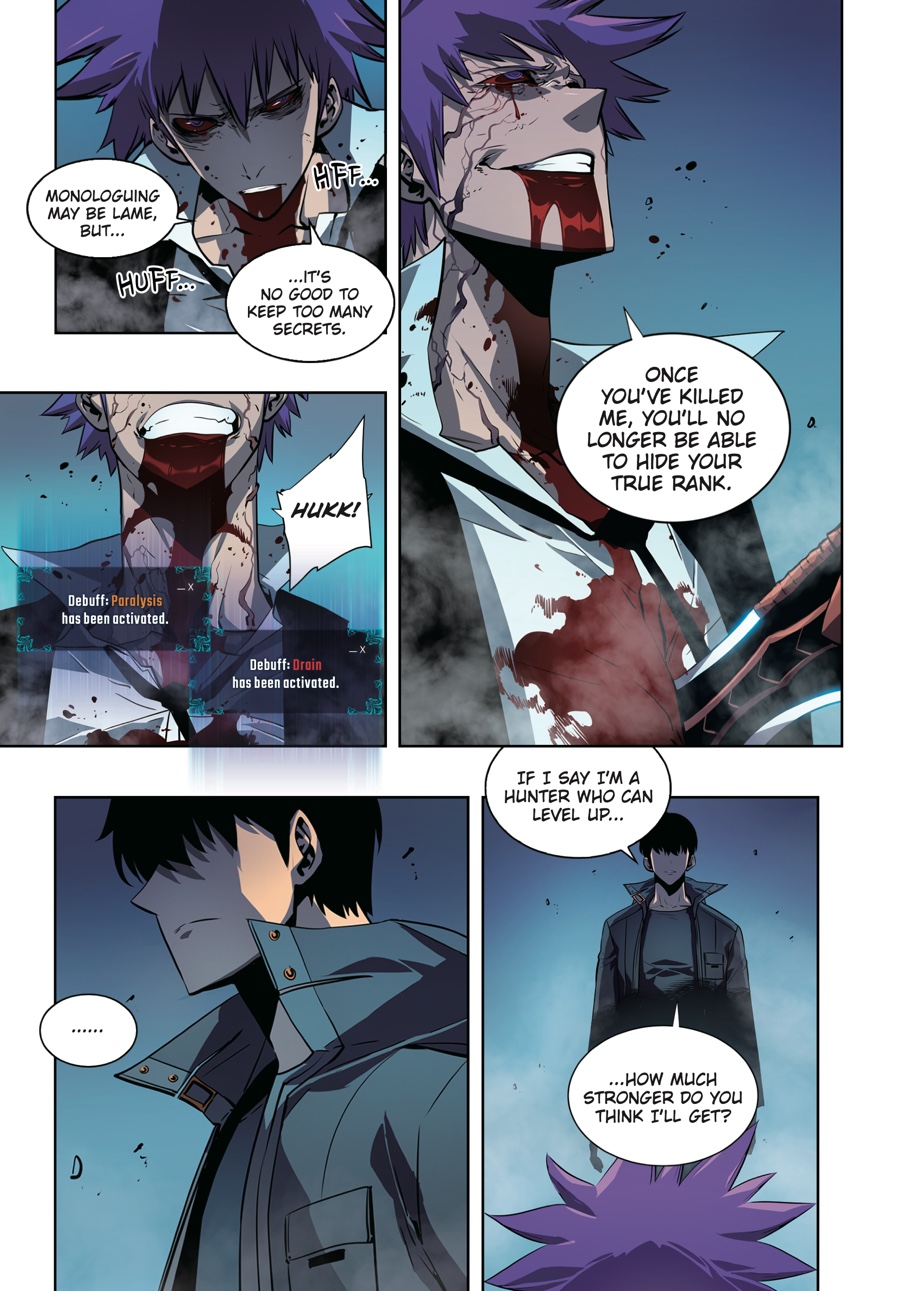 MONOLOGUING
MAY BE LAME,
BUT...
HFF...
HUFF...
...IT'S
NO GOOD TO
KEEP TOO MANY
SECRETS.
ONCE
YOU'VE KILLED
ME, YOU'LL NO
LONGER BE ABLE
TO HIDE YOUR
TRUE RANK.
HUKK!
_ X
Debuff: Paralysis
has been activated.
_ X
Debuff: Drain
has been activated.
......
IF I SAY I'M A
HUNTER WHO CAN
LEVEL UP...
...HOW MUCH
STRONGER DO YOU
THINK I'LL GET?